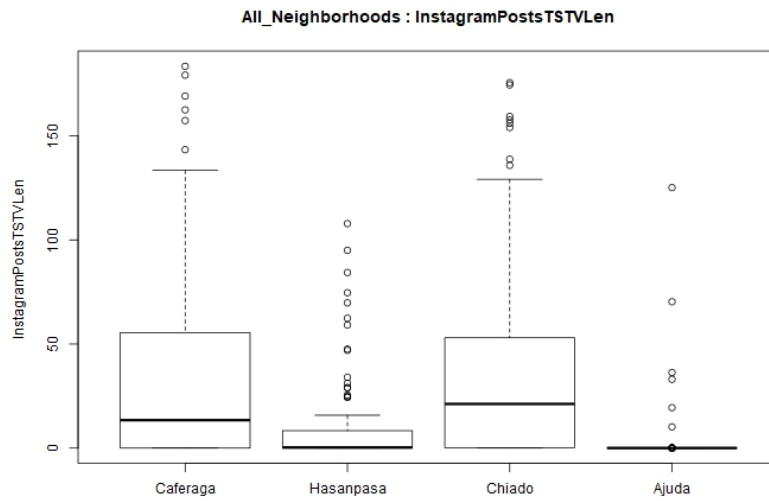 All_Neighborhoods : InstagramPostsTSTVLen
InstagramPostsTSTVLen
150
100
50
0
Caferaga Hasanpasa Chiado Ajuda